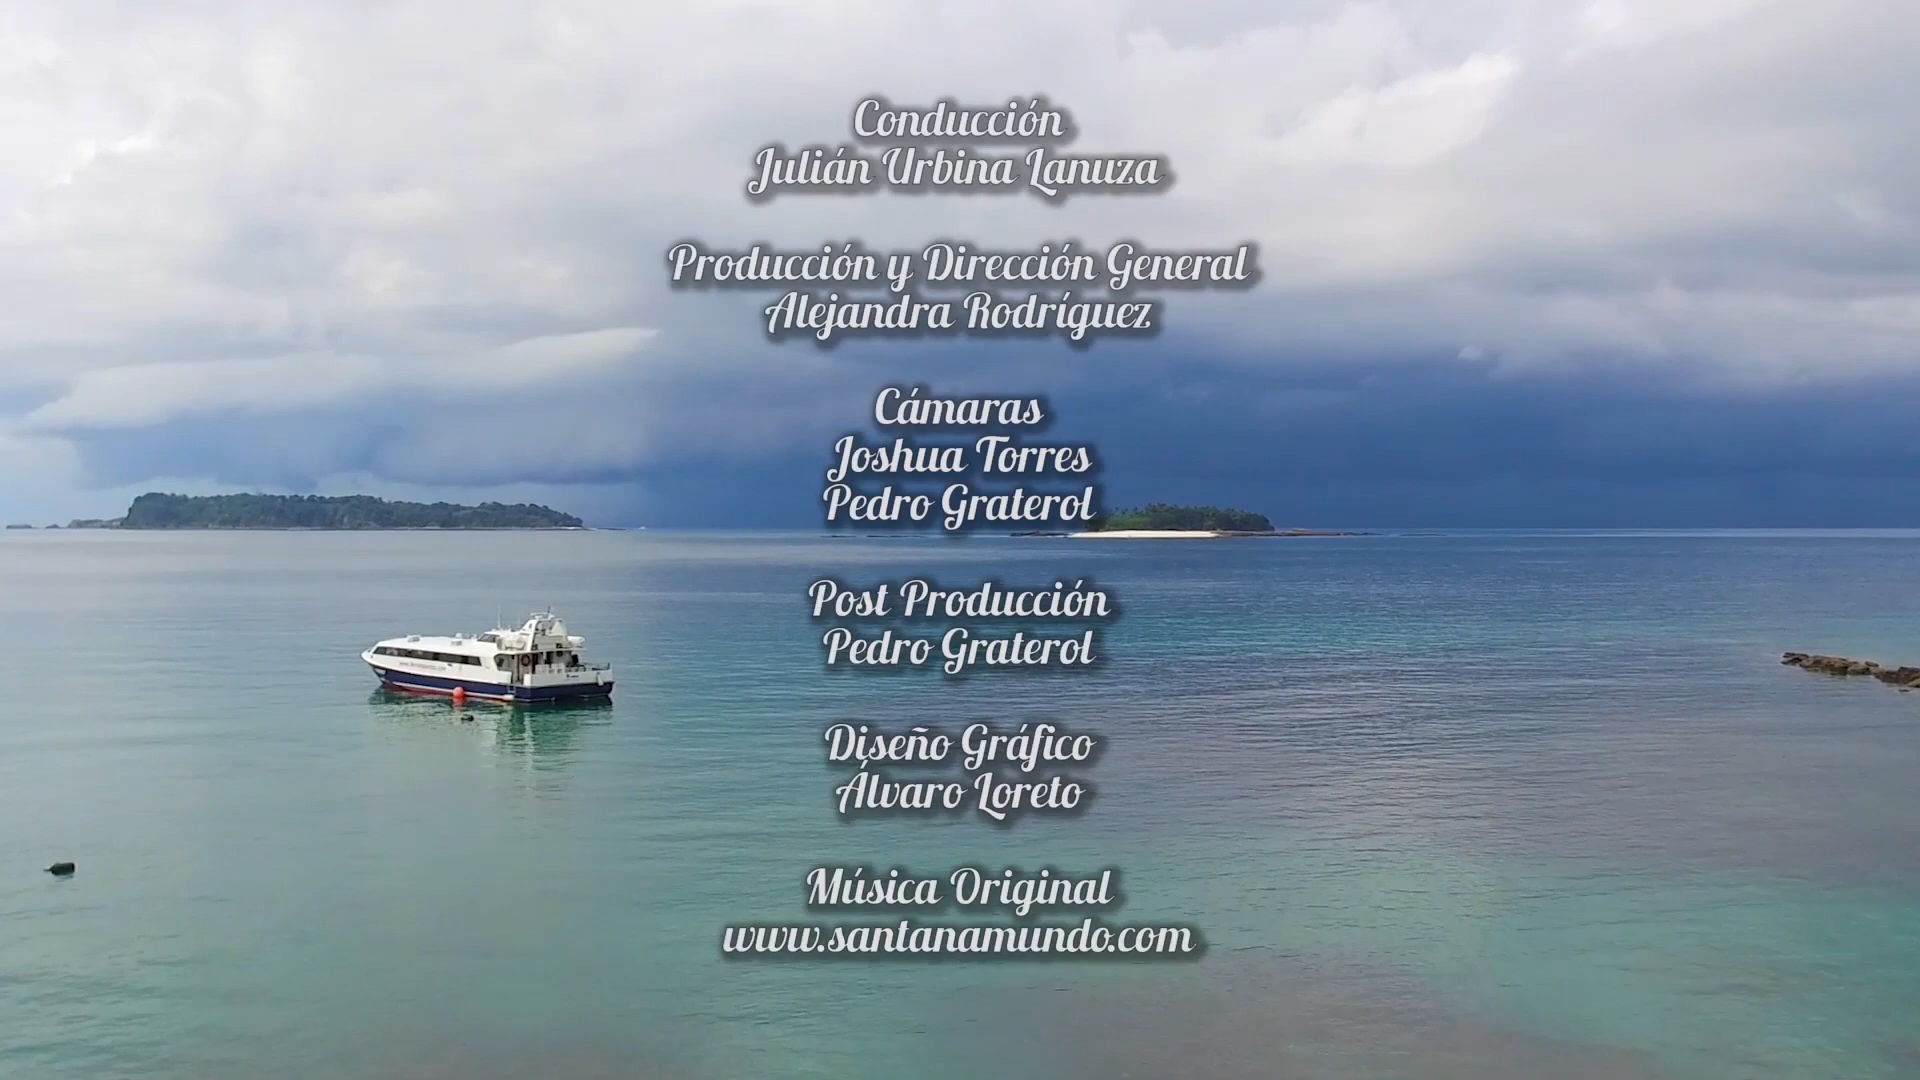 Conducción
Julián Urbina Lanuza
Producción y Dirección General
Alejandra Rodríguez
Cámaras
Joshua Torres
Pedro Graterol
Post Producción
Pedro Graterol
Diseño Gráfico
Álvaro Loreto
Música Original
www.santanamundo.com